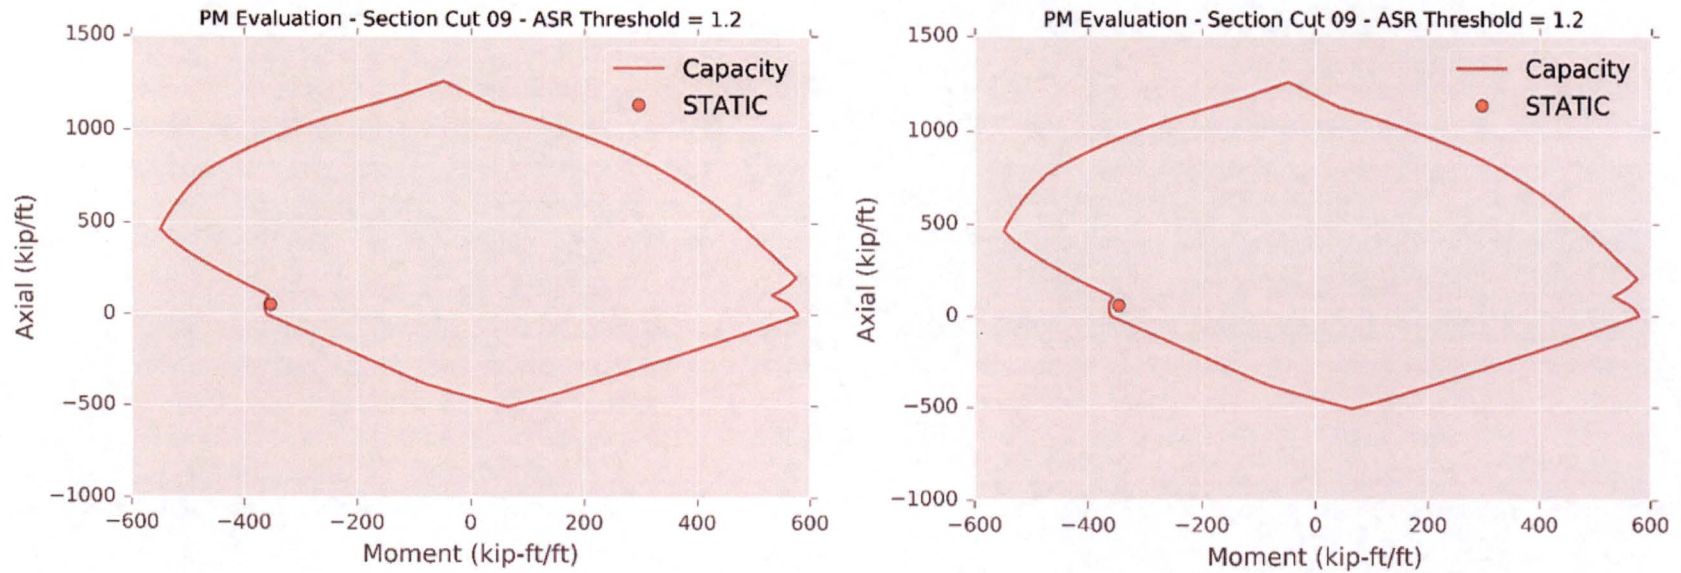 PM Evaluation - Section Cut 09 - ASR Threshold = 1.2
1500
1000
500
0
−500
−1000
Axial (kip/ft)
Capacity
STATIC
−600 −400 −200 0 200 400 600
Moment (kip-ft/ft)
PM Evaluation - Section Cut 09 - ASR Threshold = 1.2
1500
1000
500
0
−500
−1000
Axial (kip/ft)
Capacity
STATIC
−600 −400 −200 0 200 400 600
Moment (kip-ft/ft)